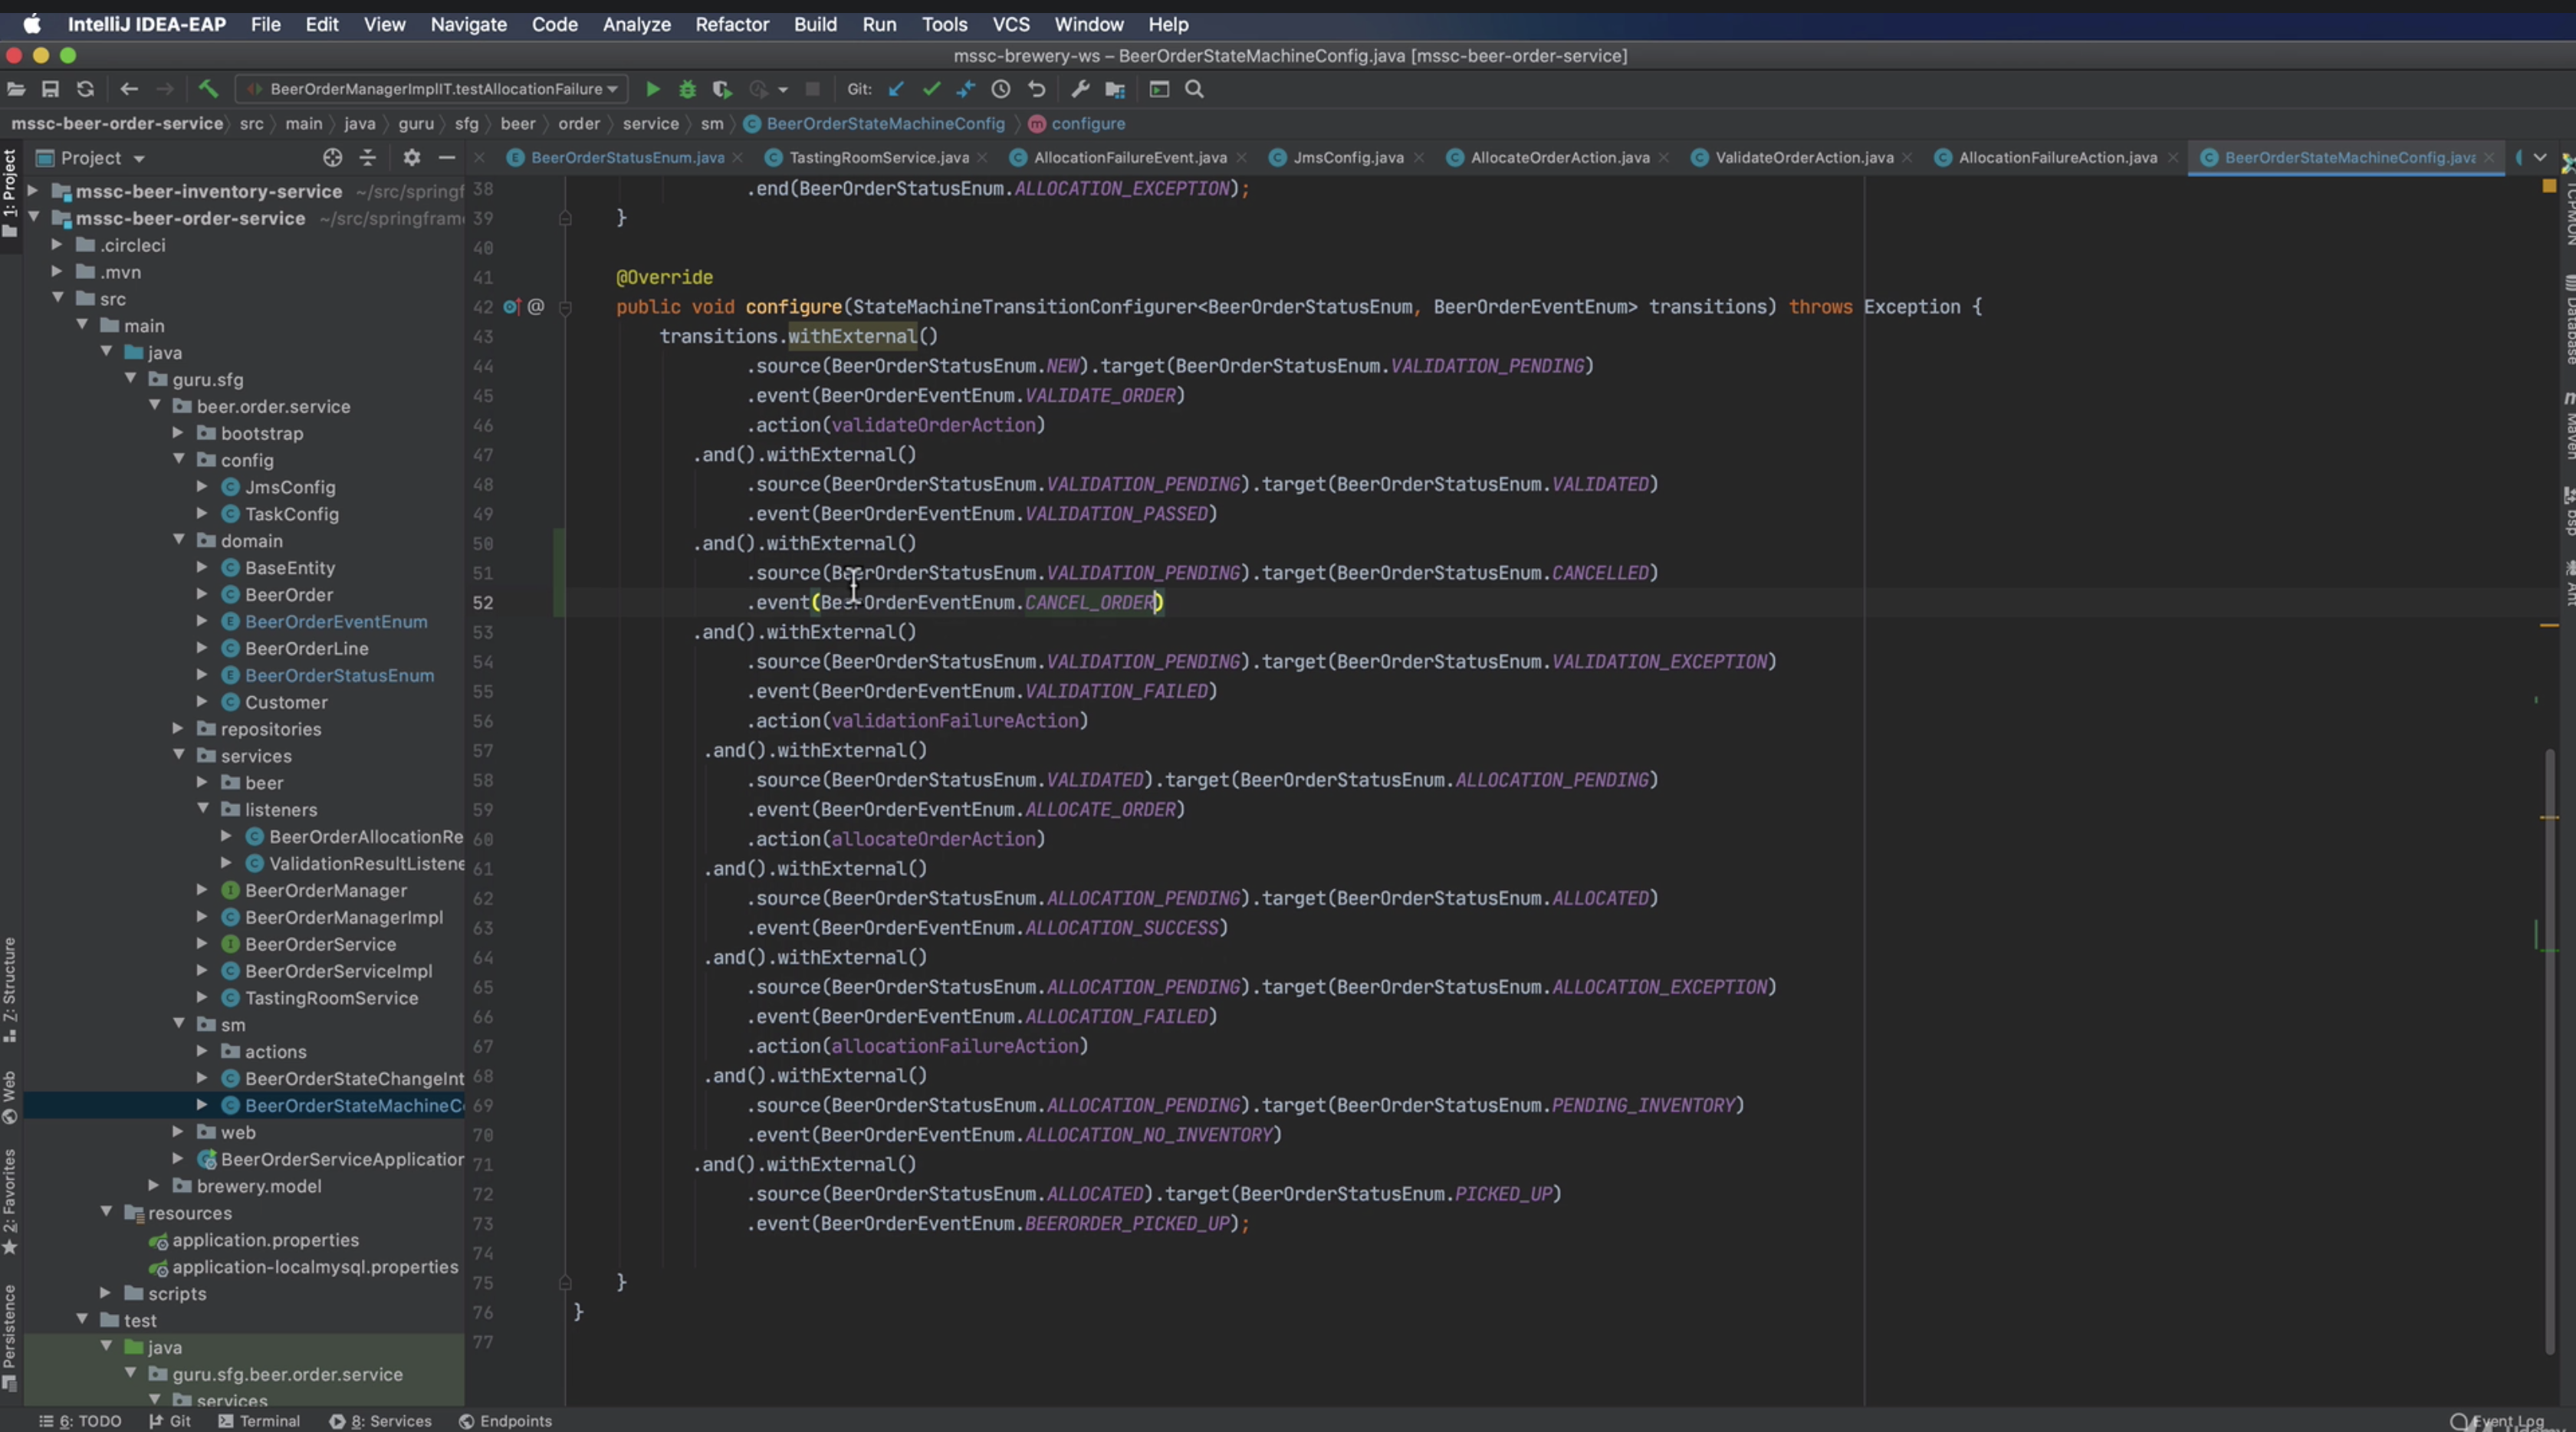 IntelliJ IDEA-EAP File Edit View Navigate Code Analyze Refactor Build Run Tools VCS Window Help
mssc-brewery-ws – BeerOrderStateMachineConfig.java [mssc-beer-order-service]
BeerOrderManagerImplIT.testAllocationFailure Git:
mssc-beer-order-service src main java guru sfg beer order service sm BeerOrderStateMachineConfig configure
1: Project
Project
BeerOrderStatusEnum.java TastingRoomService.java AllocationFailureEvent.java JmsConfig.java AllocateOrderAction.java ValidateOrderAction.java AllocationFailureAction.java BeerOrderStateMachineConfig.java
mssc-beer-inventory-service ~/src/springf
mssc-beer-order-service ~/src/springframe
.circleci
.mvn
src
main
java
guru.sfg
beer.order.service
bootstrap
config
JmsConfig
TaskConfig
domain
BaseEntity
BeerOrder
BeerOrderEventEnum
BeerOrderLine
BeerOrderStatusEnum
Customer
repositories
services
beer
listeners
BeerOrderAllocationRe
ValidationResultListene
BeerOrderManager
BeerOrderManagerImpl
BeerOrderService
BeerOrderServiceImpl
TastingRoomService
sm
actions
BeerOrderStateChangeInt
BeerOrderStateMachineC
web
BeerOrderServiceApplication
brewery.model
resources
application.properties
application-localmysql.properties
scripts
test
java
guru.sfg.beer.order.service
services
Z: Structure
Web
2: Favorites
Persistence
38 .end(BeerOrderStatusEnum.ALLOCATION_EXCEPTION);
39 }
40
41 @Override
42 @ public void configure(StateMachineTransitionConfigurer<BeerOrderStatusEnum, BeerOrderEventEnum> transitions) throws Exception {
43 transitions.withExternal()
44 .source(BeerOrderStatusEnum.NEW).target(BeerOrderStatusEnum.VALIDATION_PENDING)
45 .event(BeerOrderEventEnum.VALIDATE_ORDER)
46 .action(validateOrderAction)
47 .and().withExternal()
48 .source(BeerOrderStatusEnum.VALIDATION_PENDING).target(BeerOrderStatusEnum.VALIDATED)
49 .event(BeerOrderEventEnum.VALIDATION_PASSED)
50 .and().withExternal()
51 .source(BeerOrderStatusEnum.VALIDATION_PENDING).target(BeerOrderStatusEnum.CANCELLED)
52 .event(BeerOrderEventEnum.CANCEL_ORDER)
53 .and().withExternal()
54 .source(BeerOrderStatusEnum.VALIDATION_PENDING).target(BeerOrderStatusEnum.VALIDATION_EXCEPTION)
55 .event(BeerOrderEventEnum.VALIDATION_FAILED)
56 .action(validationFailureAction)
57 .and().withExternal()
58 .source(BeerOrderStatusEnum.VALIDATED).target(BeerOrderStatusEnum.ALLOCATION_PENDING)
59 .event(BeerOrderEventEnum.ALLOCATE_ORDER)
60 .action(allocateOrderAction)
61 .and().withExternal()
62 .source(BeerOrderStatusEnum.ALLOCATION_PENDING).target(BeerOrderStatusEnum.ALLOCATED)
63 .event(BeerOrderEventEnum.ALLOCATION_SUCCESS)
64 .and().withExternal()
65 .source(BeerOrderStatusEnum.ALLOCATION_PENDING).target(BeerOrderStatusEnum.ALLOCATION_EXCEPTION)
66 .event(BeerOrderEventEnum.ALLOCATION_FAILED)
67 .action(allocationFailureAction)
68 .and().withExternal()
69 .source(BeerOrderStatusEnum.ALLOCATION_PENDING).target(BeerOrderStatusEnum.PENDING_INVENTORY)
70 .event(BeerOrderEventEnum.ALLOCATION_NO_INVENTORY)
71 .and().withExternal()
72 .source(BeerOrderStatusEnum.ALLOCATED).target(BeerOrderStatusEnum.PICKED_UP)
73 .event(BeerOrderEventEnum.BEERORDER_PICKED_UP);
74
75 }
76 }
77
TCPMON
Database
Maven
bsp
Ant
6: TODO Git Terminal 8: Services Endpoints Event Log